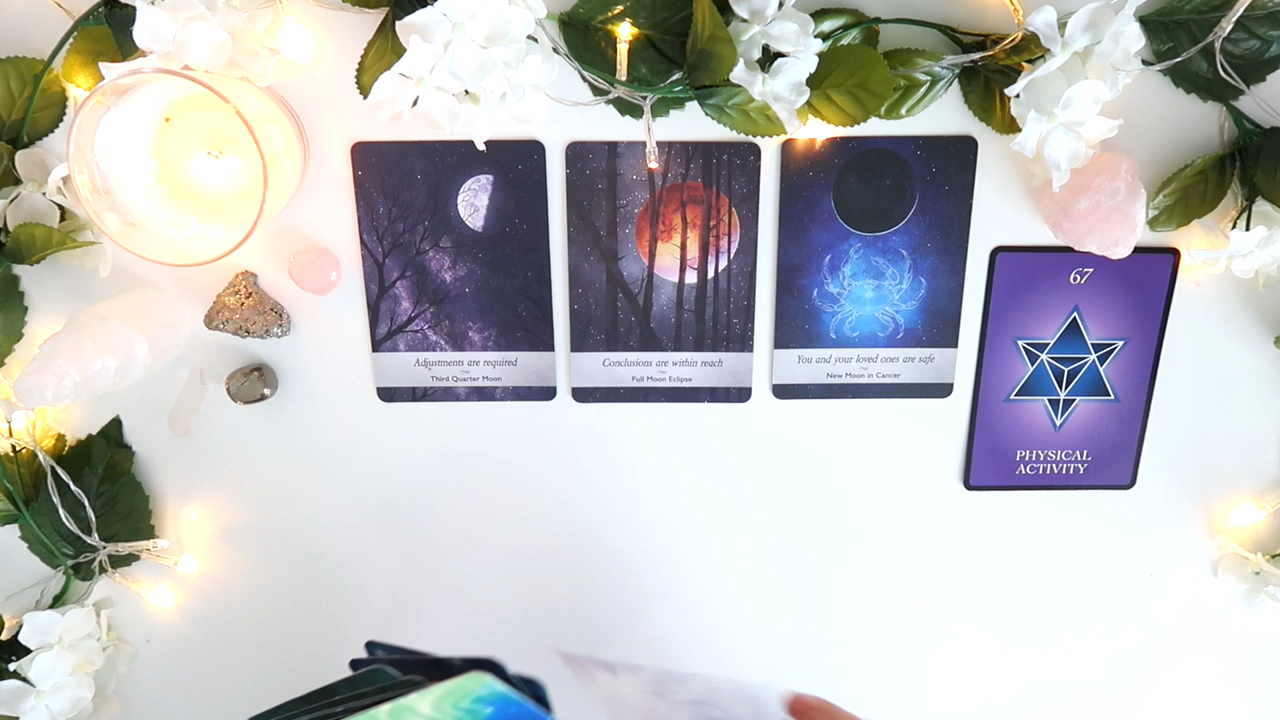 Adjustments are required
Third Quarter Moon
Conclusions are within reach
Full Moon Eclipse
You and your loved ones are safe
New Moon in Cancer
67
PHYSICAL
ACTIVITY